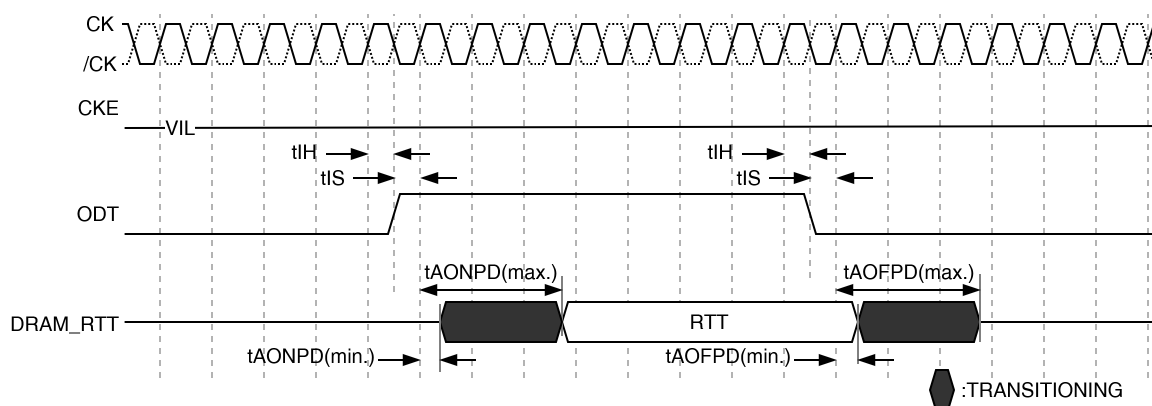 CK
/CK
CKE
VIL
tIH
tIH
tIS
tIS
ODT
tAONPD(max.)
tAOFPD(max.)
DRAM_RTT
RTT
tAONPD(min.)
tAOFPD(min.)
:TRANSITIONING